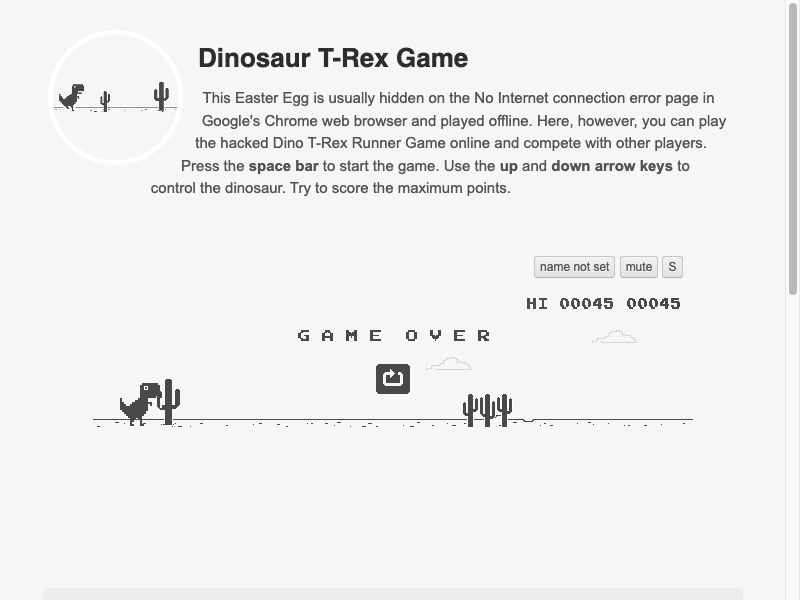 Dinosaur T-Rex Game
This Easter Egg is usually hidden on the No Internet connection error page in
Google's Chrome web browser and played offline. Here, however, you can play
the hacked Dino T-Rex Runner Game online and compete with other players.
Press the space bar to start the game. Use the up and down arrow keys to
control the dinosaur. Try to score the maximum points.
name not set mute S
HI 00045 00045
GAME OVER